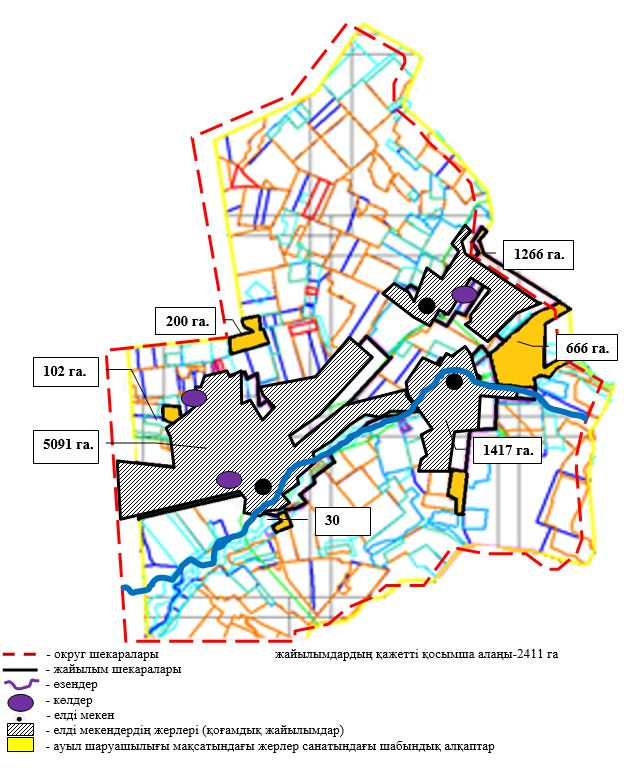 1266 га.
200 га.
666 га.
102 га.
5091 га.
1417 га.
30
- округ шекаралары жайылымдардың қажетті қосымша алаңы-2411 га
- жайылым шекаралары
- өзендер
- көлдер
- елді мекен
- елді мекендердің жерлері (қоғамдық жайылымдар)
- ауыл шаруашылығы мақсатындағы жерлер санатындағы шабындық алқаптар